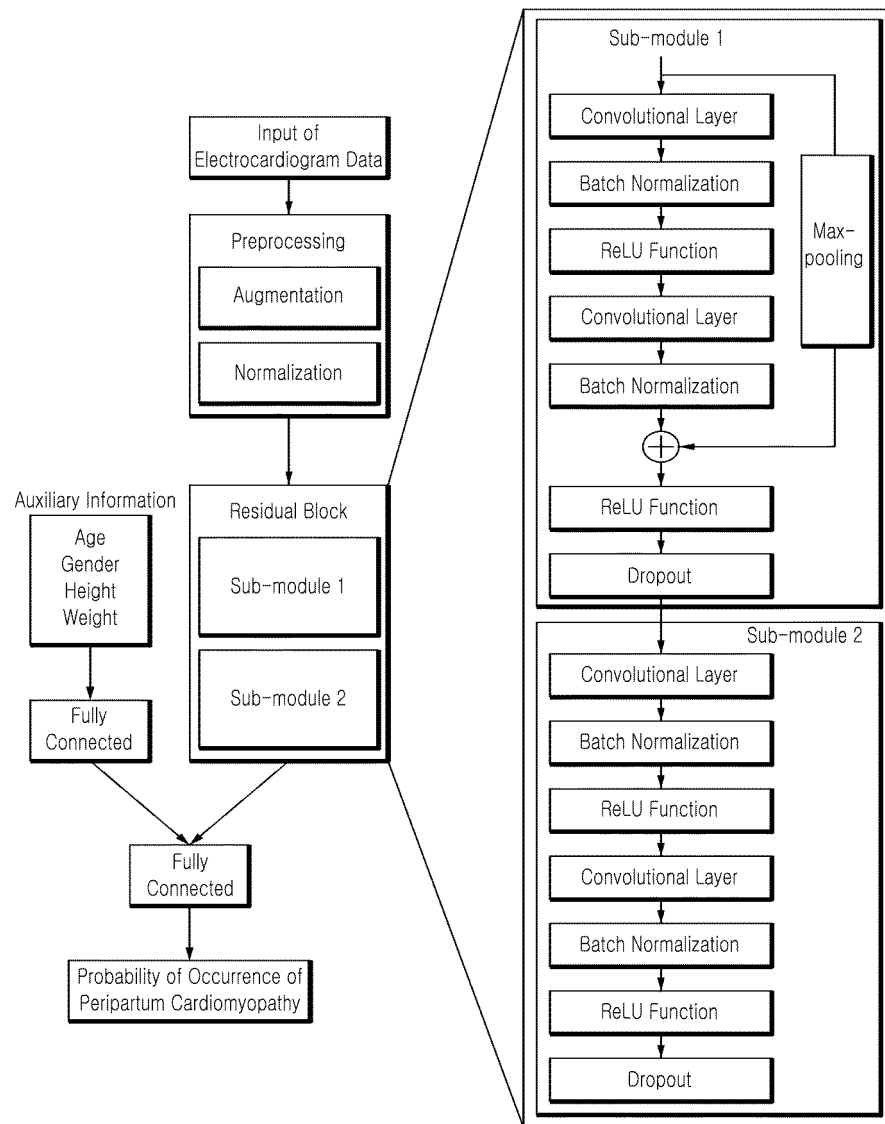 Input of
Electrocardiogram Data
Preprocessing
Augmentation
Normalization
Auxiliary Information
Age
Gender
Height
Weight
Fully
Connected
Residual Block
Sub-module 1
Sub-module 2
Fully
Connected
Probability of Occurrence of
Peripartum Cardiomyopathy
Sub-module 1
Convolutional Layer
Batch Normalization
ReLU Function
Convolutional Layer
Batch Normalization
Max-
pooling
ReLU Function
Dropout
Sub-module 2
Convolutional Layer
Batch Normalization
ReLU Function
Convolutional Layer
Batch Normalization
ReLU Function
Dropout